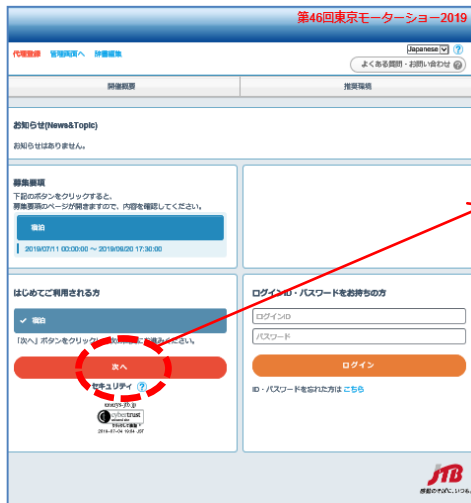 第46回東京モーターショー2019
代理登録 管理画面へ 辞書編集
Japanese
よくある質問・お問い合わせ
開催概要 推奨環境
お知らせ(News&Topic)
お知らせはありません。
募集要項
下記のボタンをクリックすると、
募集要項のページが開きますので、内容を確認してください。
宿泊
2019/07/11 00:00:00 ～ 2019/09/20 17:30:00
はじめてご利用される方
宿泊
「次へ」ボタンをクリック
次へ
セキュリティ
cybertrust
ログインID・パスワードをお持ちの方
ログインID
パスワード
ログイン
ID・パスワードを忘れた方は こちら
JTB